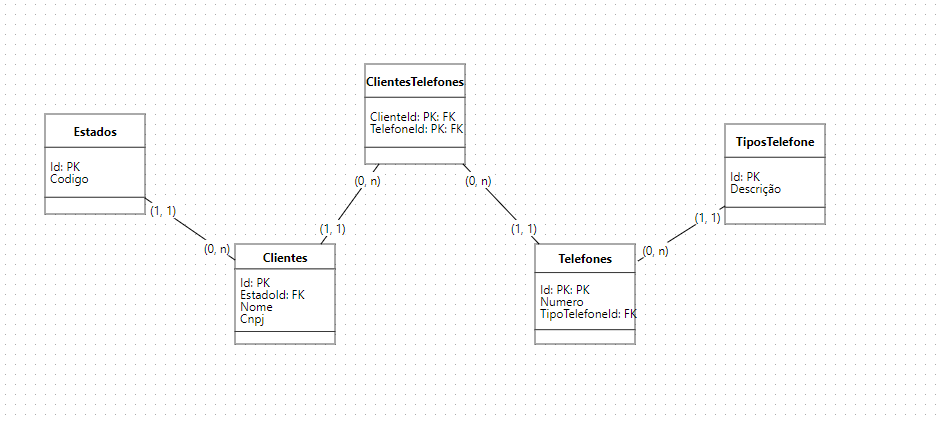 ClientesTelefones
ClienteId: PK: FK
TelefoneId: PK: FK
Estados
Id: PK
Codigo
TiposTelefone
Id: PK
Descrição
(0, n)
(0, n)
(1, 1)
(1, 1)
(1, 1)
(1, 1)
(0, n)
(0, n)
Clientes
Id: PK
EstadoId: FK
Nome
Cnpj
Telefones
Id: PK: PK
Numero
TipoTelefoneId: FK